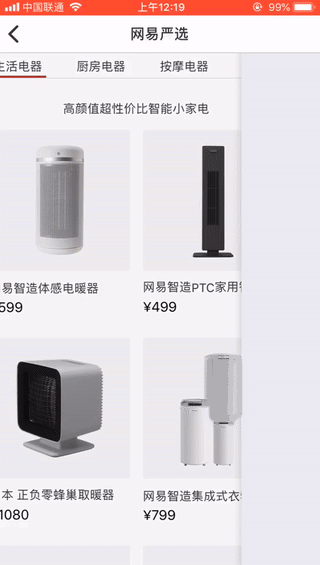 中国联通 上午12:19 99%
网易严选
生活电器 厨房电器 按摩电器
高颜值超性价比智能小家电
易智造体感电暖器
599
网易智造PTC家用
¥499
本 正负零蜂巢取暖器
1080
网易智造集成式衣
¥799